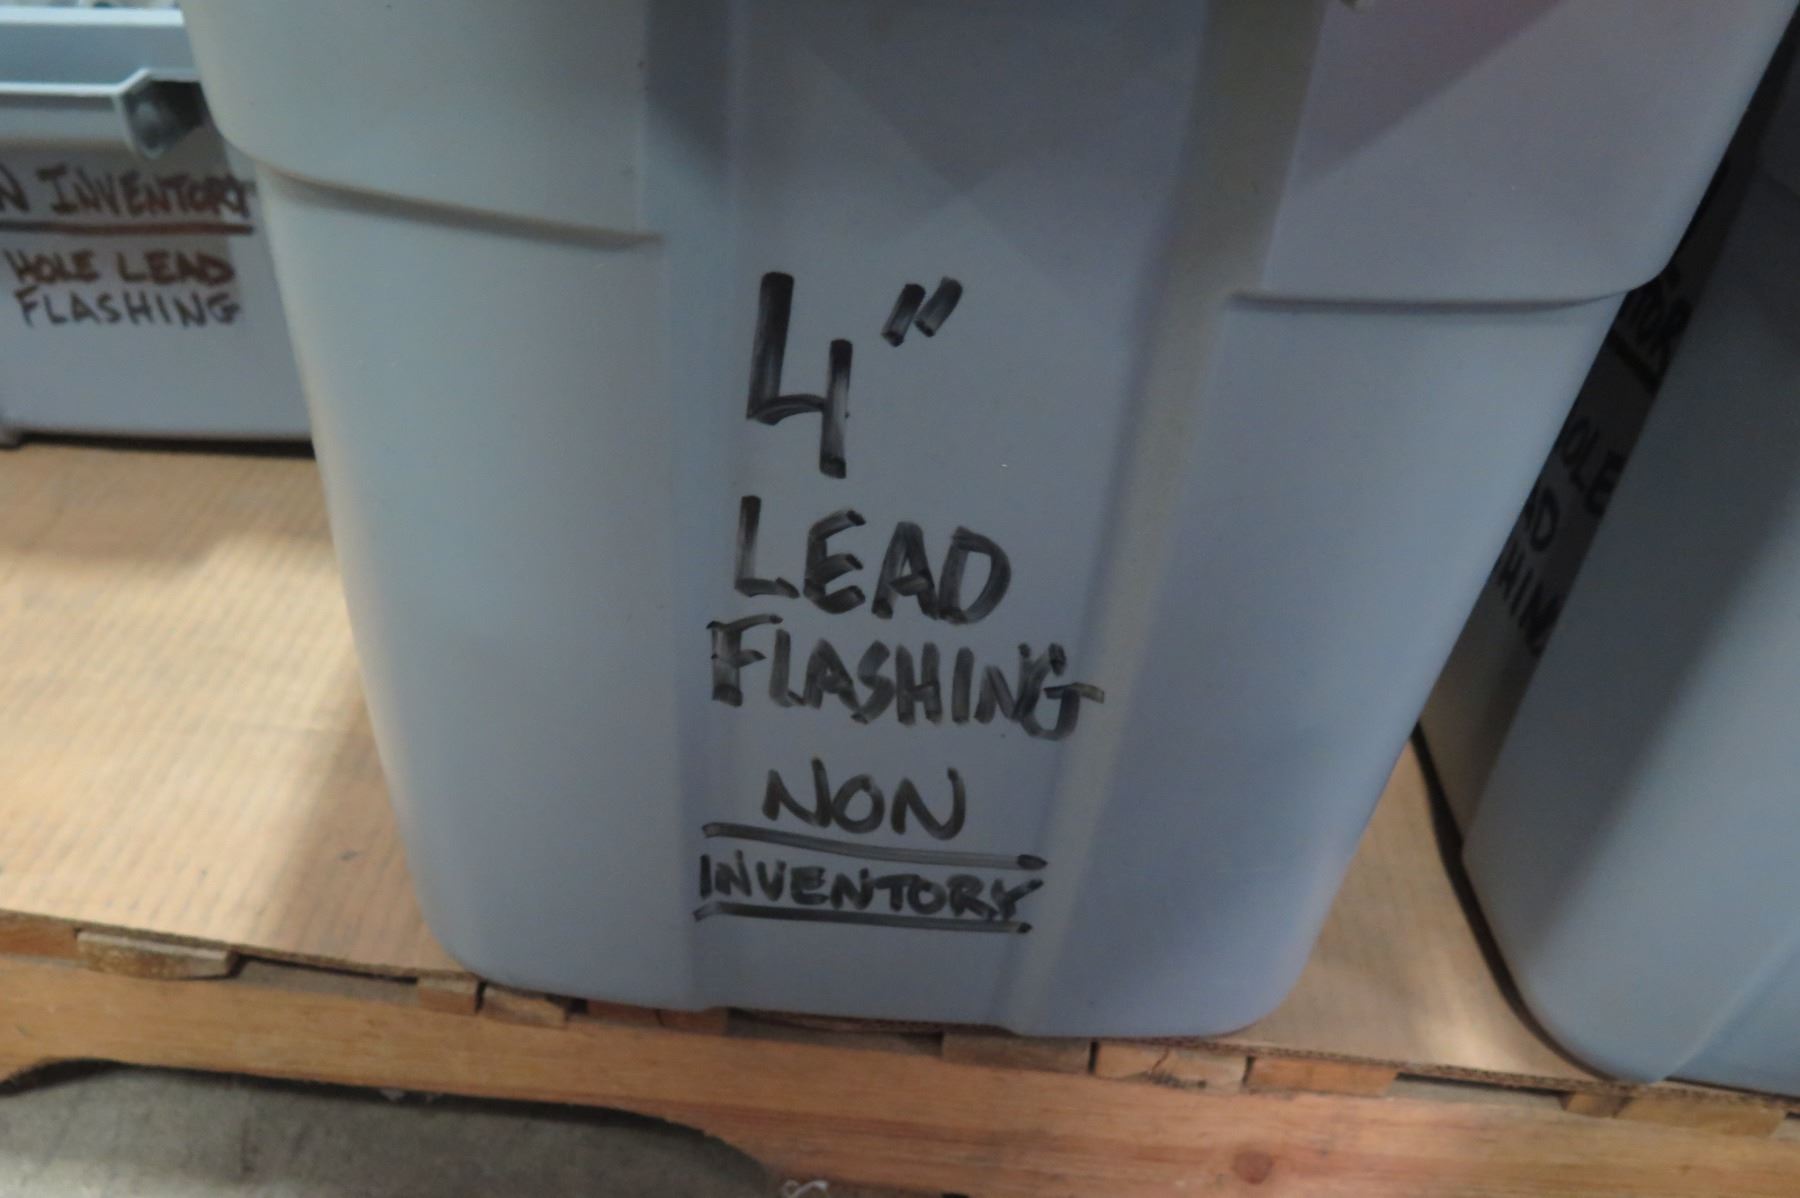 N INVENTORY
HOLE LEAD
FLASHING
4"
LEAD
FLASHING
NON
INVENTORY